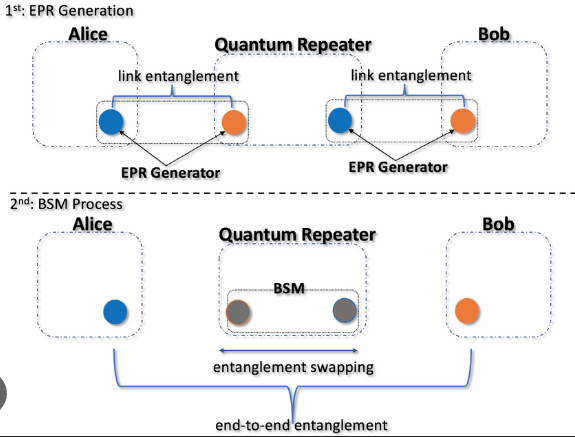 1st: EPR Generation
Alice
Quantum Repeater
Bob
link entanglement
link entanglement
EPR Generator
EPR Generator
2nd: BSM Process
Alice
Quantum Repeater
Bob
BSM
entanglement swapping
end-to-end entanglement